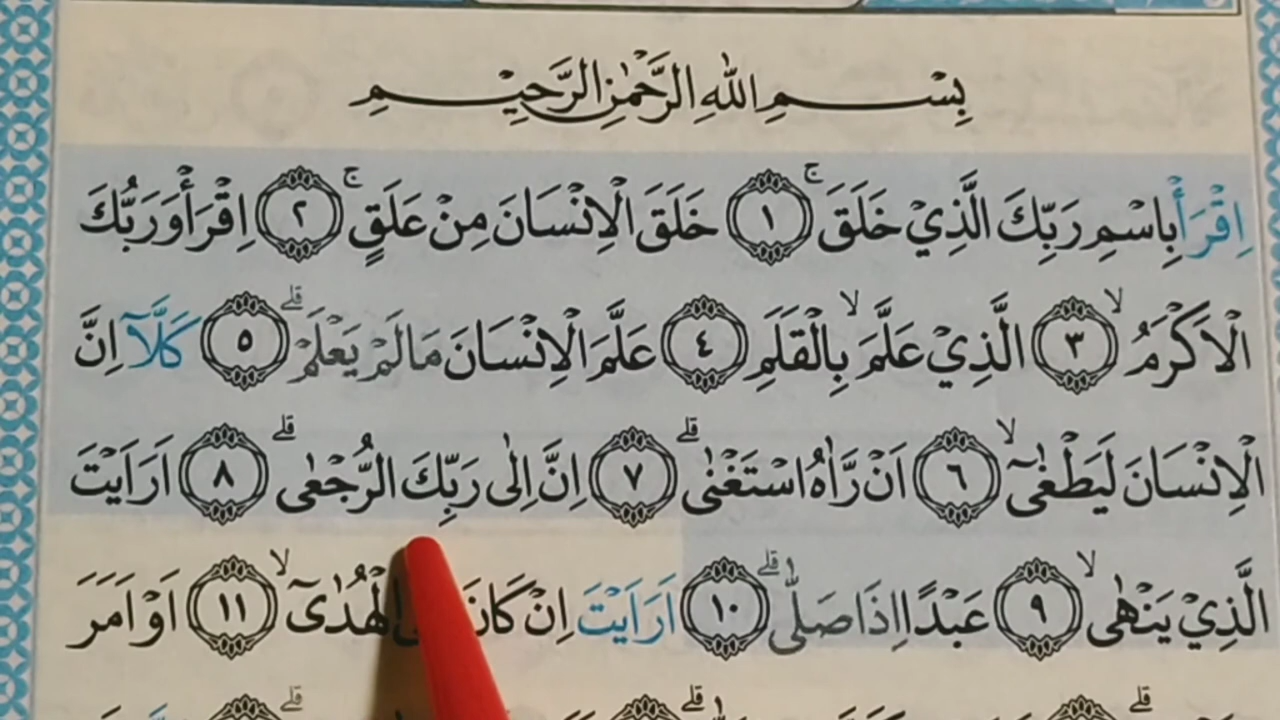 بِسْمِ اللّٰهِ الرَّحْمٰنِ الرَّحِيْمِ
اِقْرَأْ بِاسْمِ رَبِّكَ الَّذِيْ خَلَقَ ۚ ١ خَلَقَ الْاِنْسَانَ مِنْ عَلَقٍ ۚ ٢ اِقْرَأْ وَرَبُّكَ
الْاَكْرَمُ ۙ ٣ الَّذِيْ عَلَّمَ بِالْقَلَمِ ۙ ٤ عَلَّمَ الْاِنْسَانَ مَا لَمْ يَعْلَمْ ۗ ٥ كَلَّآ اِنَّ
الْاِنْسَانَ لَيَطْغٰىٓ ۙ ٦ اَنْ رَّاٰهُ اسْتَغْنٰى ۗ ٧ اِنَّ اِلٰى رَبِّكَ الرُّجْعٰى ۗ ٨ اَرَاَيْتَ
الَّذِيْ يَنْهٰى ۙ ٩ عَبْدًا اِذَا صَلّٰى ۗ ١٠ اَرَاَيْتَ اِنْ كَانَ الْهُدٰىٓ ۙ ١١ اَوْ اَمَرَ